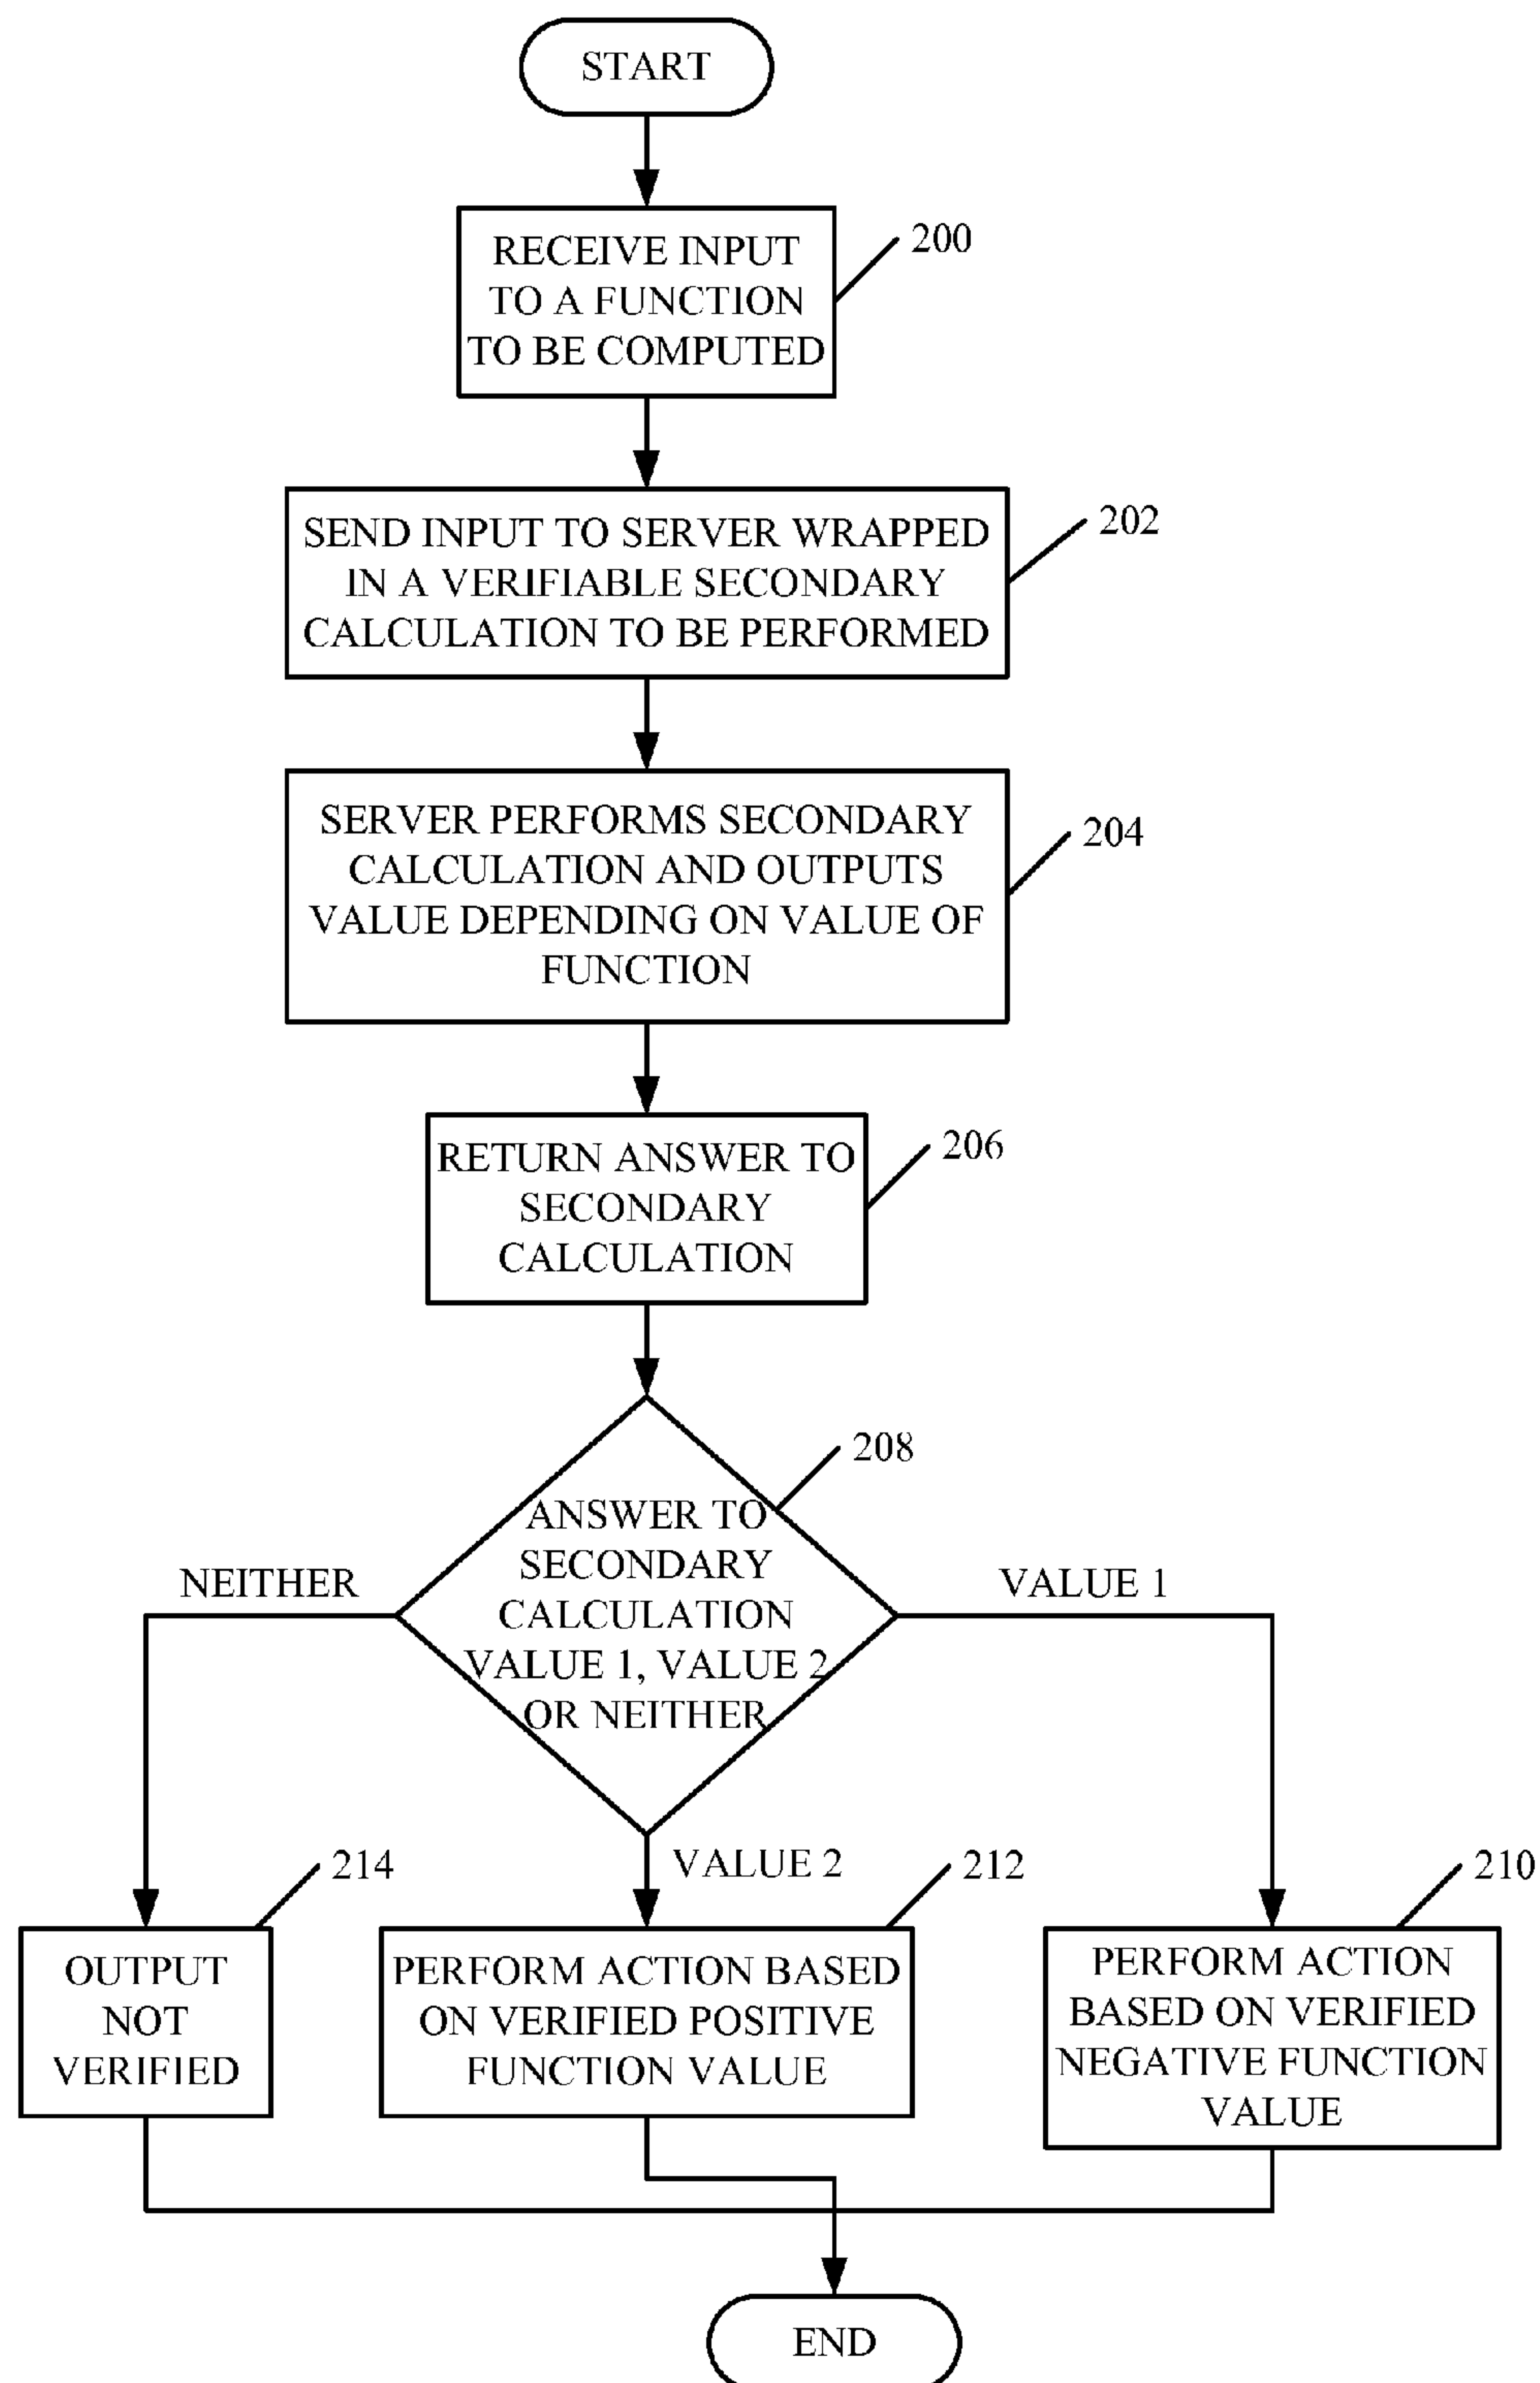 START
RECEIVE INPUT
TO A FUNCTION
TO BE COMPUTED
200
SEND INPUT TO SERVER WRAPPED
IN A VERIFIABLE SECONDARY
CALCULATION TO BE PERFORMED
202
SERVER PERFORMS SECONDARY
CALCULATION AND OUTPUTS
VALUE DEPENDING ON VALUE OF
FUNCTION
204
RETURN ANSWER TO
SECONDARY
CALCULATION
206
ANSWER TO
SECONDARY
CALCULATION
VALUE 1, VALUE 2
OR NEITHER
208
NEITHER
VALUE 1
VALUE 2
OUTPUT
NOT
VERIFIED
214
PERFORM ACTION BASED
ON VERIFIED POSITIVE
FUNCTION VALUE
212
PERFORM ACTION
BASED ON VERIFIED
NEGATIVE FUNCTION
VALUE
210
END